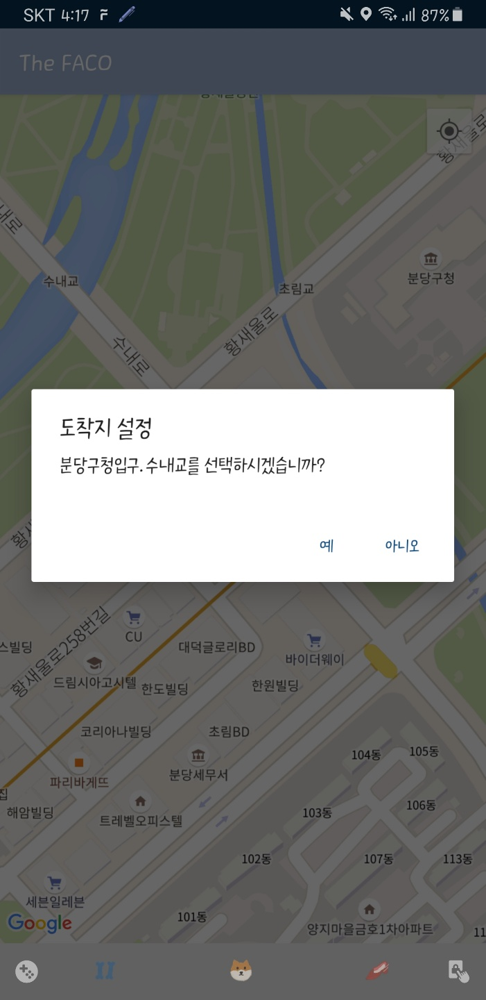 SKT 4:17 87%
The FACO
황새울로
내로
분당구청
수내교
초림교
황새울로
수내로
도착지 설정
분당구청입구.수내교를 선택하시겠습니까?
예 아니오
황새울로258번길
CU
스빌딩
대덕글로리BD
바이더웨이
드림시아고시텔
한도빌딩
한원빌딩
코리아나빌딩
초림BD
104동
105동
파리바게뜨
분당세무서
집
해암빌딩
트레벨오피스텔
103동
106동
102동
107동
113동
세븐일레븐
101동
Google
양지마을금호1차아파트
11